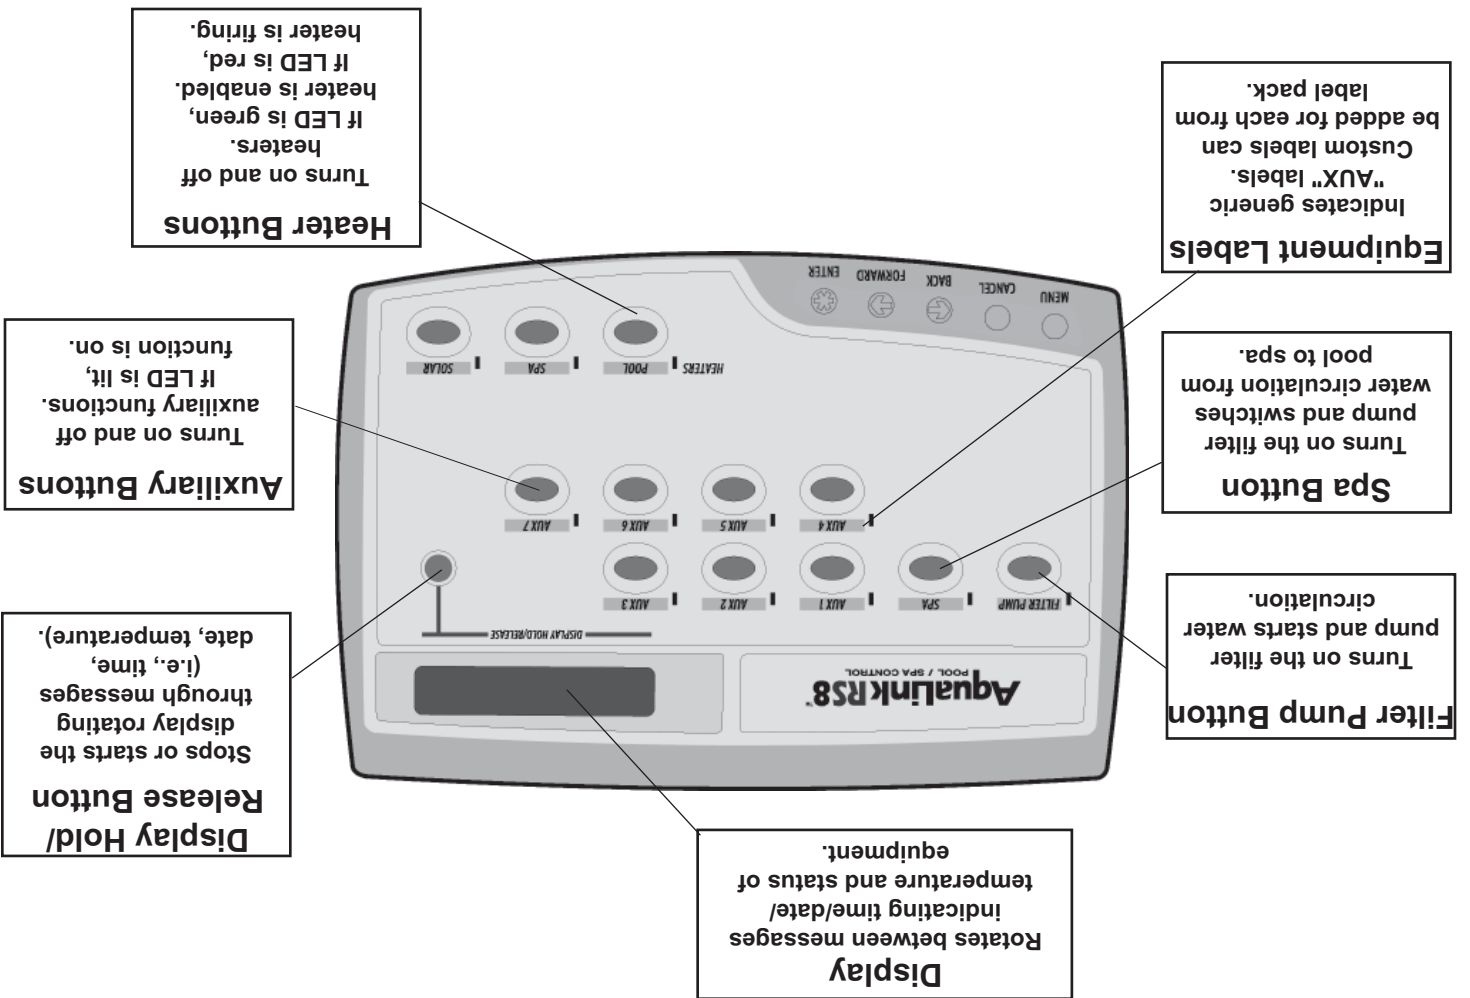 Display
Rotates between messages
indicating time/date/
temperature and status of
equipment.
Filter Pump Button
Turns on the filter
pump and starts water
circulation.
Spa Button
Turns on the filter
pump and switches
water circulation from
pool to spa.
Equipment Labels
Indicates generic
"AUX" labels.
Custom labels can
be added for each from
label pack.
AquaLink RS8™
POOL / SPA CONTROL
DISPLAY/HOLD/RELEASE
FILTER PUMP
SPA
AUX 1
AUX 2
AUX 3
AUX 4
AUX 5
AUX 6
AUX 7
HEATERS
POOL
SPA
SOLAR
MENU
CANCEL
BACK
FORWARD
ENTER
Display Hold/
Release Button
Stops or starts the
display rotating
through messages
(i.e., time,
date, temperature).
Auxiliary Buttons
Turns on and off
auxiliary functions.
If LED is lit,
function is on.
Heater Buttons
Turns on and off
heaters.
If LED is green,
heater is enabled.
If LED is red,
heater is firing.